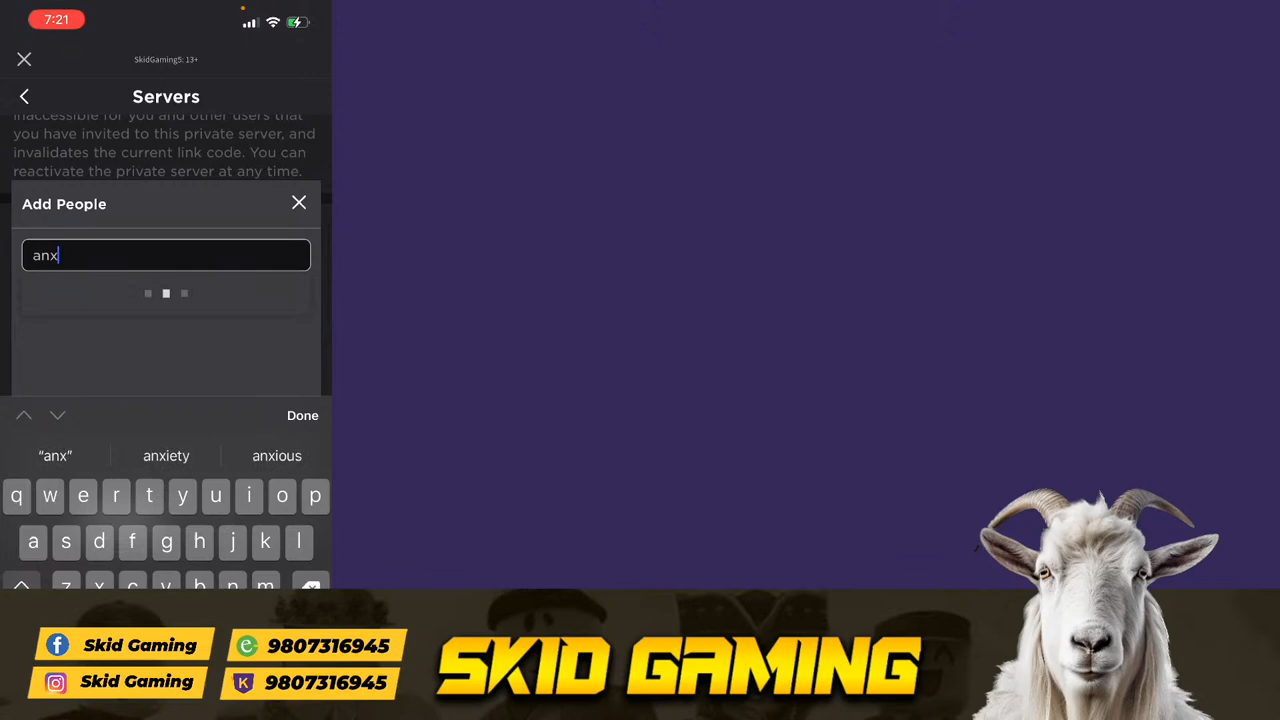 7:21
SkidGaming5: 13+
Servers
inaccessible for you and other users that
you have invited to this private server, and
invalidates the current link code. You can
reactivate the private server at any time.
Add People
anx
Done
"anx" anxiety anxious
q w e r t y u i o p
a s d f g h j k l
z x c v b n m
Skid Gaming 9807316945
Skid Gaming 9807316945
SKID GAMING